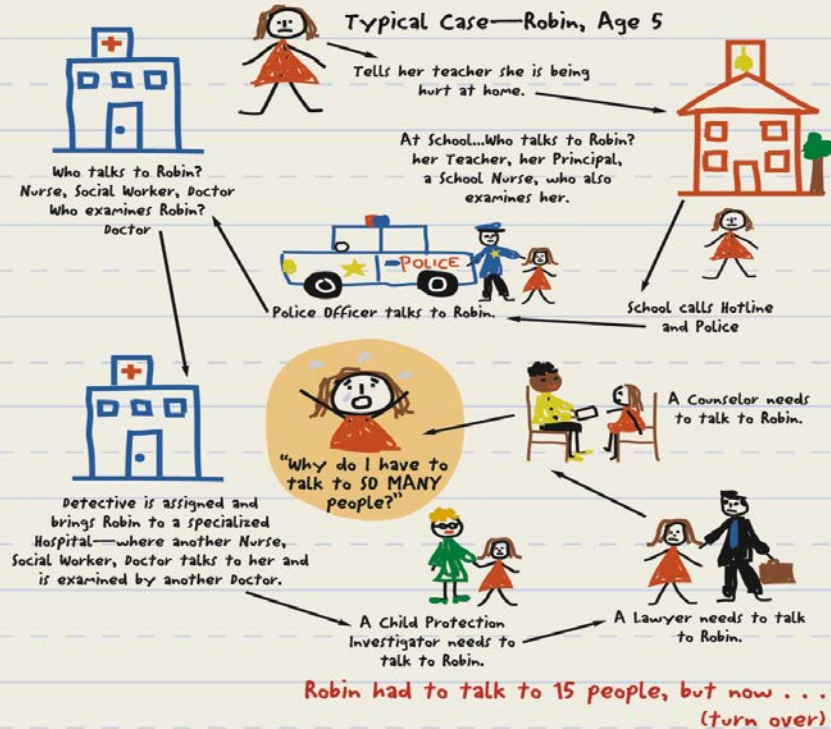 Typical Case—Robin, Age 5
Tells her teacher she is being
hurt at home.
At School...Who talks to Robin?
her Teacher, her Principal,
a School Nurse, who also
examines her.
School calls Hotline
and Police
POLICE
Police Officer talks to Robin.
Who talks to Robin?
Nurse, Social Worker, Doctor
Who examines Robin?
Doctor
Detective is assigned and
brings Robin to a specialized
Hospital—where another Nurse,
Social Worker, Doctor talks to her and
is examined by another Doctor.
A Child Protection
Investigator needs to
talk to Robin.
A Lawyer needs to talk
to Robin.
A Counselor needs
to talk to Robin.
"Why do I have to
talk to SO MANY
people?"
Robin had to talk to 15 people, but now . . .
(turn over)